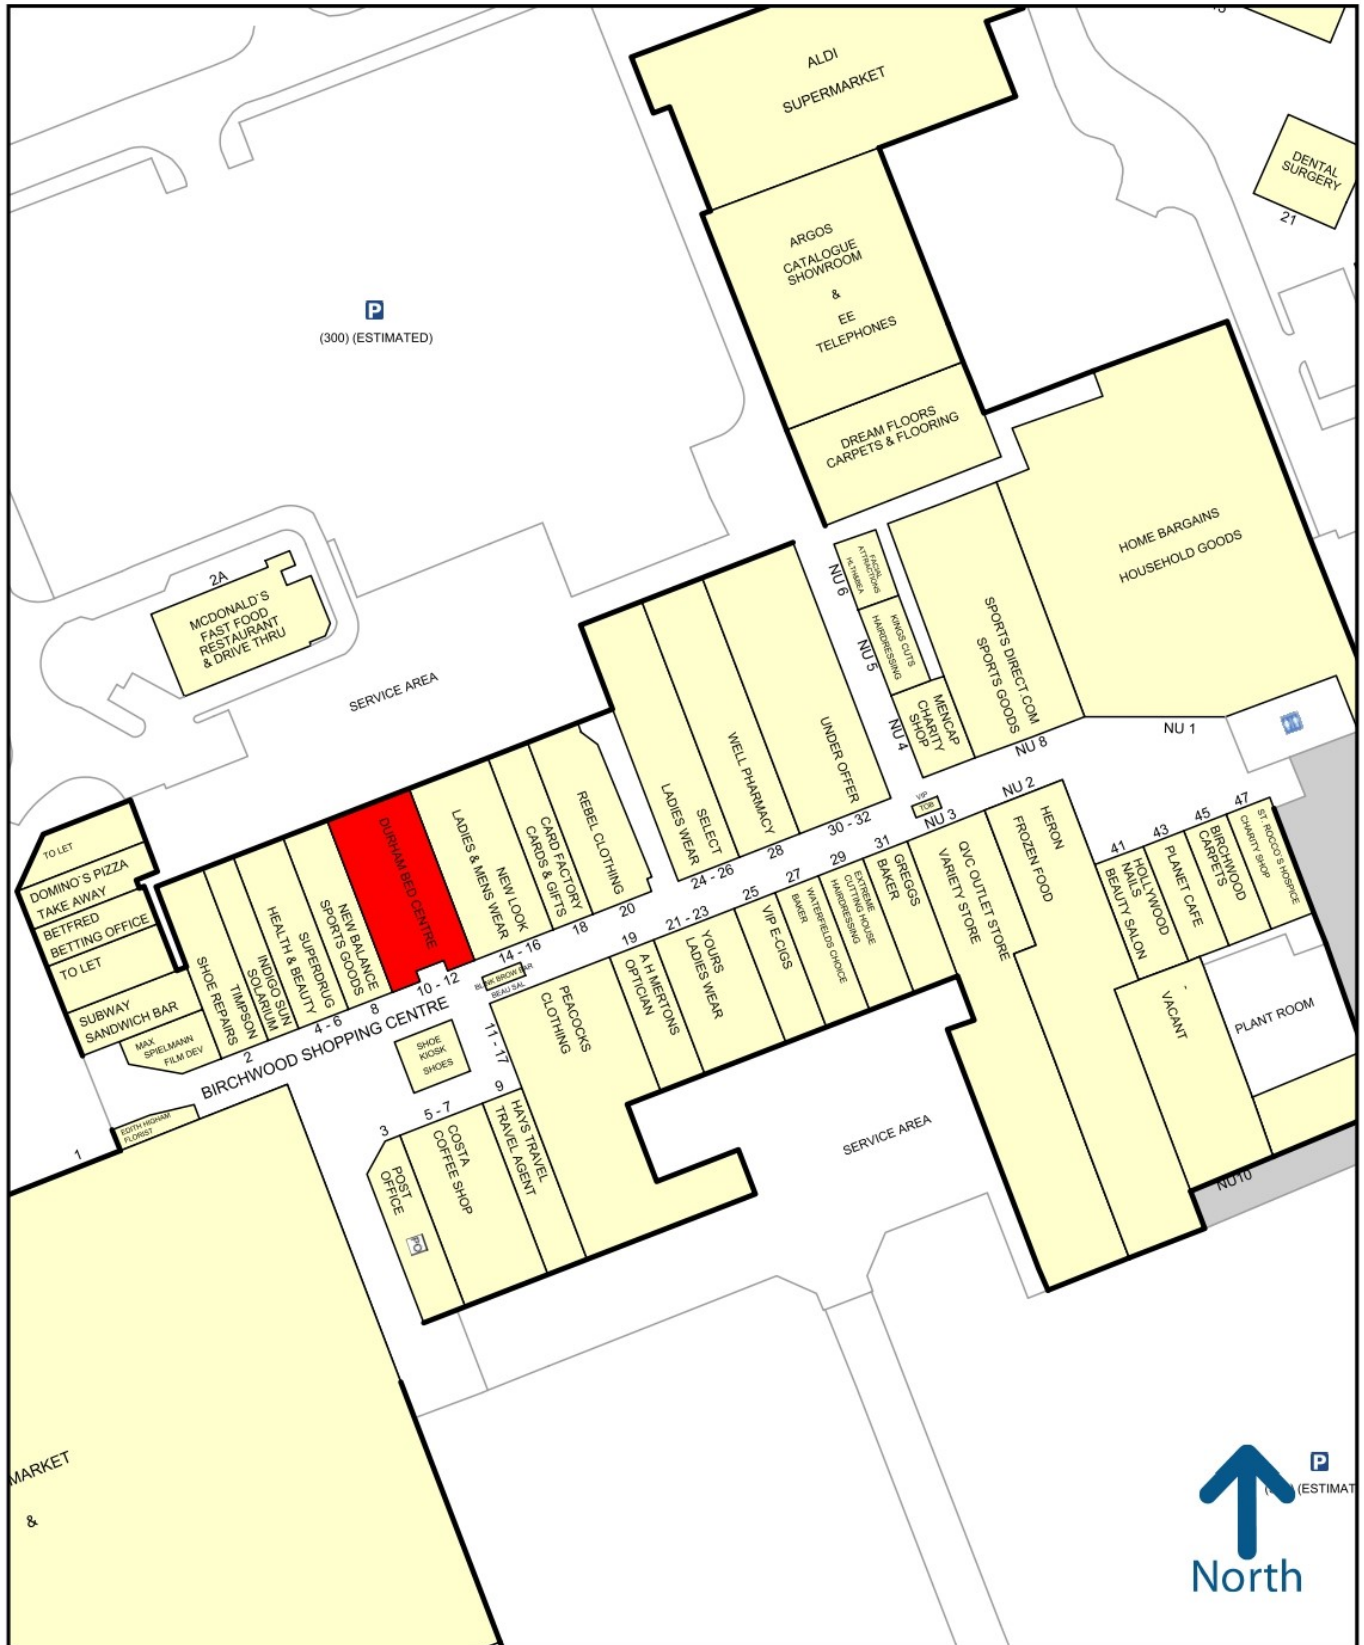 ALDI
SUPERMARKET
DENTAL
SURGERY
21
ARGOS
CATALOGUE
SHOWROOM
&
EE
TELEPHONES
P
(300) (ESTIMATED)
DREAM FLOORS
CARPETS & FLOORING
HOME BARGAINS
HOUSEHOLD GOODS
2A
MCDONALD`S
FAST FOOD
RESTAURANT
& DRIVE THRU
SERVICE AREA
FACIAL
ATTRACTIONS
HLTH&MEA
NU 6
KINGS CUTS
HAIRDRESSING
NU 5
MENCAP
CHARITY
SHOP
NU 4
SPORTS DIRECT.COM
SPORTS GOODS
NU 8
NU 1
TO LET
DOMINO`S PIZZA
TAKE AWAY
BETFRED
BETTING OFFICE
TO LET
SUBWAY
SANDWICH BAR
MAX
SPIELMANN
FILM DEV
TIMPSON
SHOE REPAIRS
2
INDIGO SUN
SOLARIUM
SUPERDRUG
HEALTH & BEAUTY
4 - 6
NEW BALANCE
SPORTS GOODS
8
DURHAM BED CENTRE
10 - 12
NEW LOOK
LADIES & MENS WEAR
14 - 16
CARD FACTORY
CARDS & GIFTS
18
REBEL CLOTHING
20
SELECT
LADIES WEAR
24 - 26
WELL PHARMACY
28
UNDER OFFER
30 - 32
VIP
TOB
NU 3
NU 2
BIRCHWOOD SHOPPING CENTRE
BLINK BROW BAR
BEAU SAL
SHOE
KIOSK
SHOES
EDITH HIGHAM
FLORIST
1
3
POST
OFFICE
PO
5 - 7
COSTA
COFFEE SHOP
9
HAYS TRAVEL
TRAVEL AGENT
11 - 17
PEACOCKS
CLOTHING
19
A H MERTONS
OPTICIAN
21 - 23
YOURS
LADIES WEAR
25
VIP E-CIGS
27
WATERFIELDS CHOICE
BAKER
29
EXTREME
CUTTING HOUSE
HAIRDRESSING
31
GREGGS
BAKER
QVC OUTLET STORE
VARIETY STORE
HERON
FROZEN FOOD
41
HOLLYWOOD
NAILS
BEAUTY SALON
43
PLANET CAFE
45
BIRCHWOOD
CARPETS
47
ST. ROCCO`S HOSPICE
CHARITY SHOP
VACANT
PLANT ROOM
NU10
SERVICE AREA
MARKET
&
P
(ESTIMAT
North